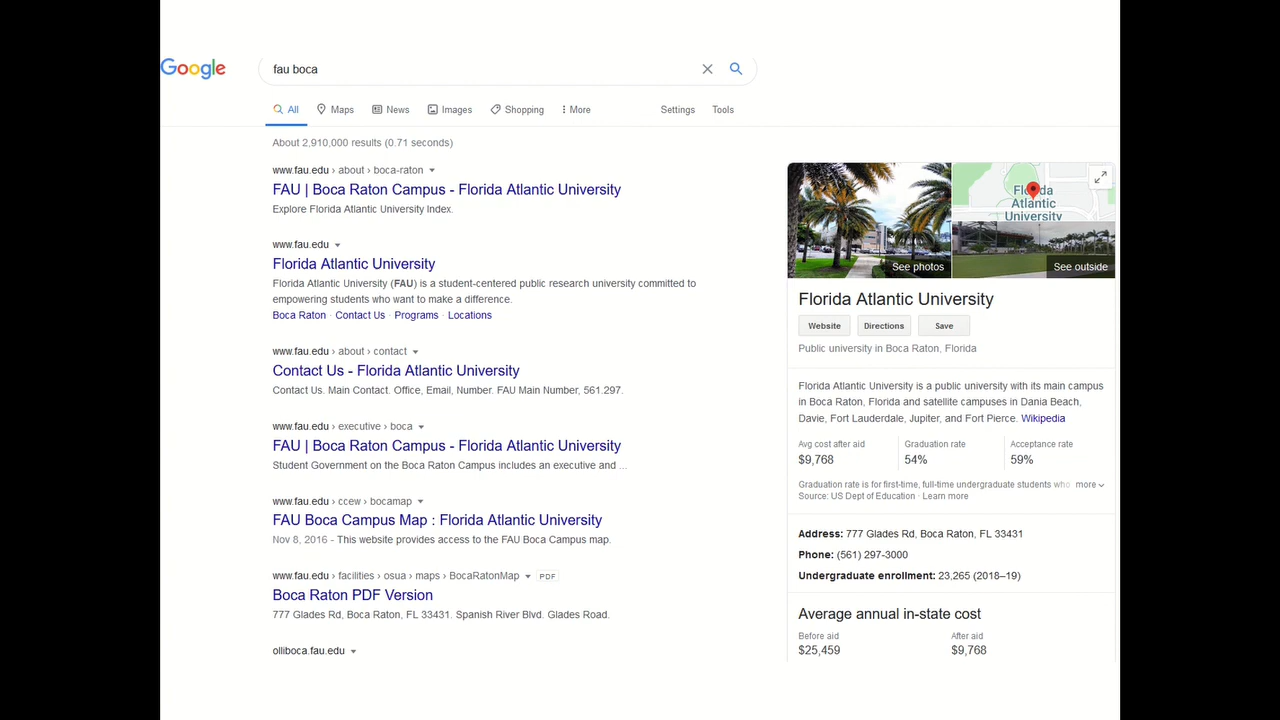 Google
fau boca
All Maps News Images Shopping More Settings Tools
About 2,910,000 results (0.71 seconds)
www.fau.edu › about › boca-raton
FAU | Boca Raton Campus - Florida Atlantic University
Explore Florida Atlantic University Index.
www.fau.edu
Florida Atlantic University
Florida Atlantic University (FAU) is a student-centered public research university committed to
empowering students who want to make a difference.
Boca Raton · Contact Us · Programs · Locations
www.fau.edu › about › contact
Contact Us - Florida Atlantic University
Contact Us. Main Contact. Office, Email, Number. FAU Main Number, 561.297.
www.fau.edu › executive › boca
FAU | Boca Raton Campus - Florida Atlantic University
Student Government on the Boca Raton Campus includes an executive and ...
www.fau.edu › ccew › bocamap
FAU Boca Campus Map : Florida Atlantic University
Nov 8, 2016 - This website provides access to the FAU Boca Campus map.
www.fau.edu › facilities › osua › maps › BocaRatonMap PDF
Boca Raton PDF Version
777 Glades Rd, Boca Raton, FL 33431. Spanish River Blvd. Glades Road.
olliboca.fau.edu
Florida
Atlantic
University
See photos
See outside
Florida Atlantic University
Website Directions Save
Public university in Boca Raton, Florida
Florida Atlantic University is a public university with its main campus
in Boca Raton, Florida and satellite campuses in Dania Beach,
Davie, Fort Lauderdale, Jupiter, and Fort Pierce. Wikipedia
Avg cost after aid Graduation rate Acceptance rate
$9,768 54% 59%
Graduation rate is for first-time, full-time undergraduate students who more
Source: US Dept of Education · Learn more
Address: 777 Glades Rd, Boca Raton, FL 33431
Phone: (561) 297-3000
Undergraduate enrollment: 23,265 (2018–19)
Average annual in-state cost
Before aid After aid
$25,459 $9,768